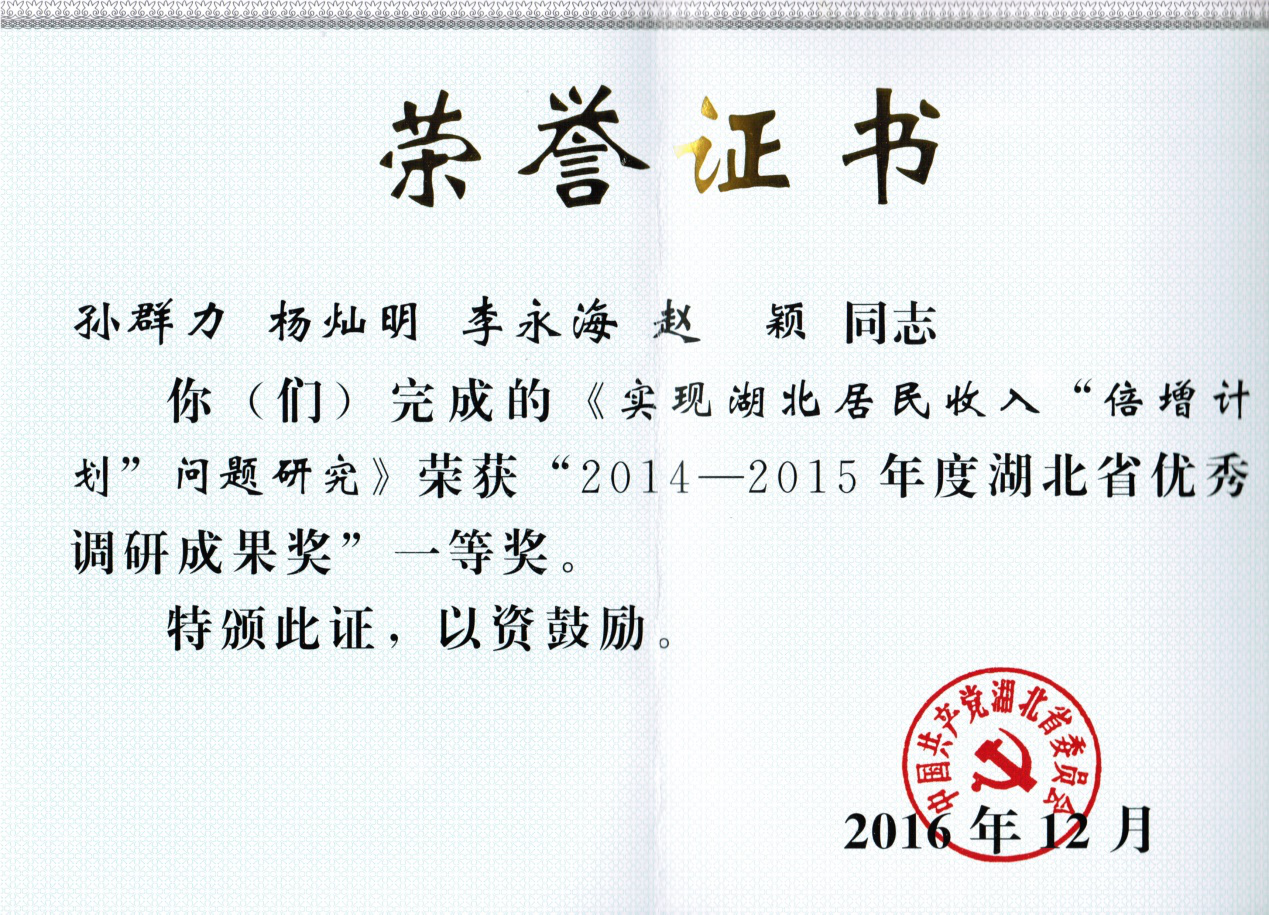 荣誉证书
孙群力 杨灿明 李永海 赵 颖 同志
你（们）完成的《实现湖北居民收入“倍增计
划”问题研究》荣获“2014—2015年度湖北省优秀
调研成果奖”一等奖。
特颁此证，以资鼓励。
中国共产党湖北省委员会
2016年12月